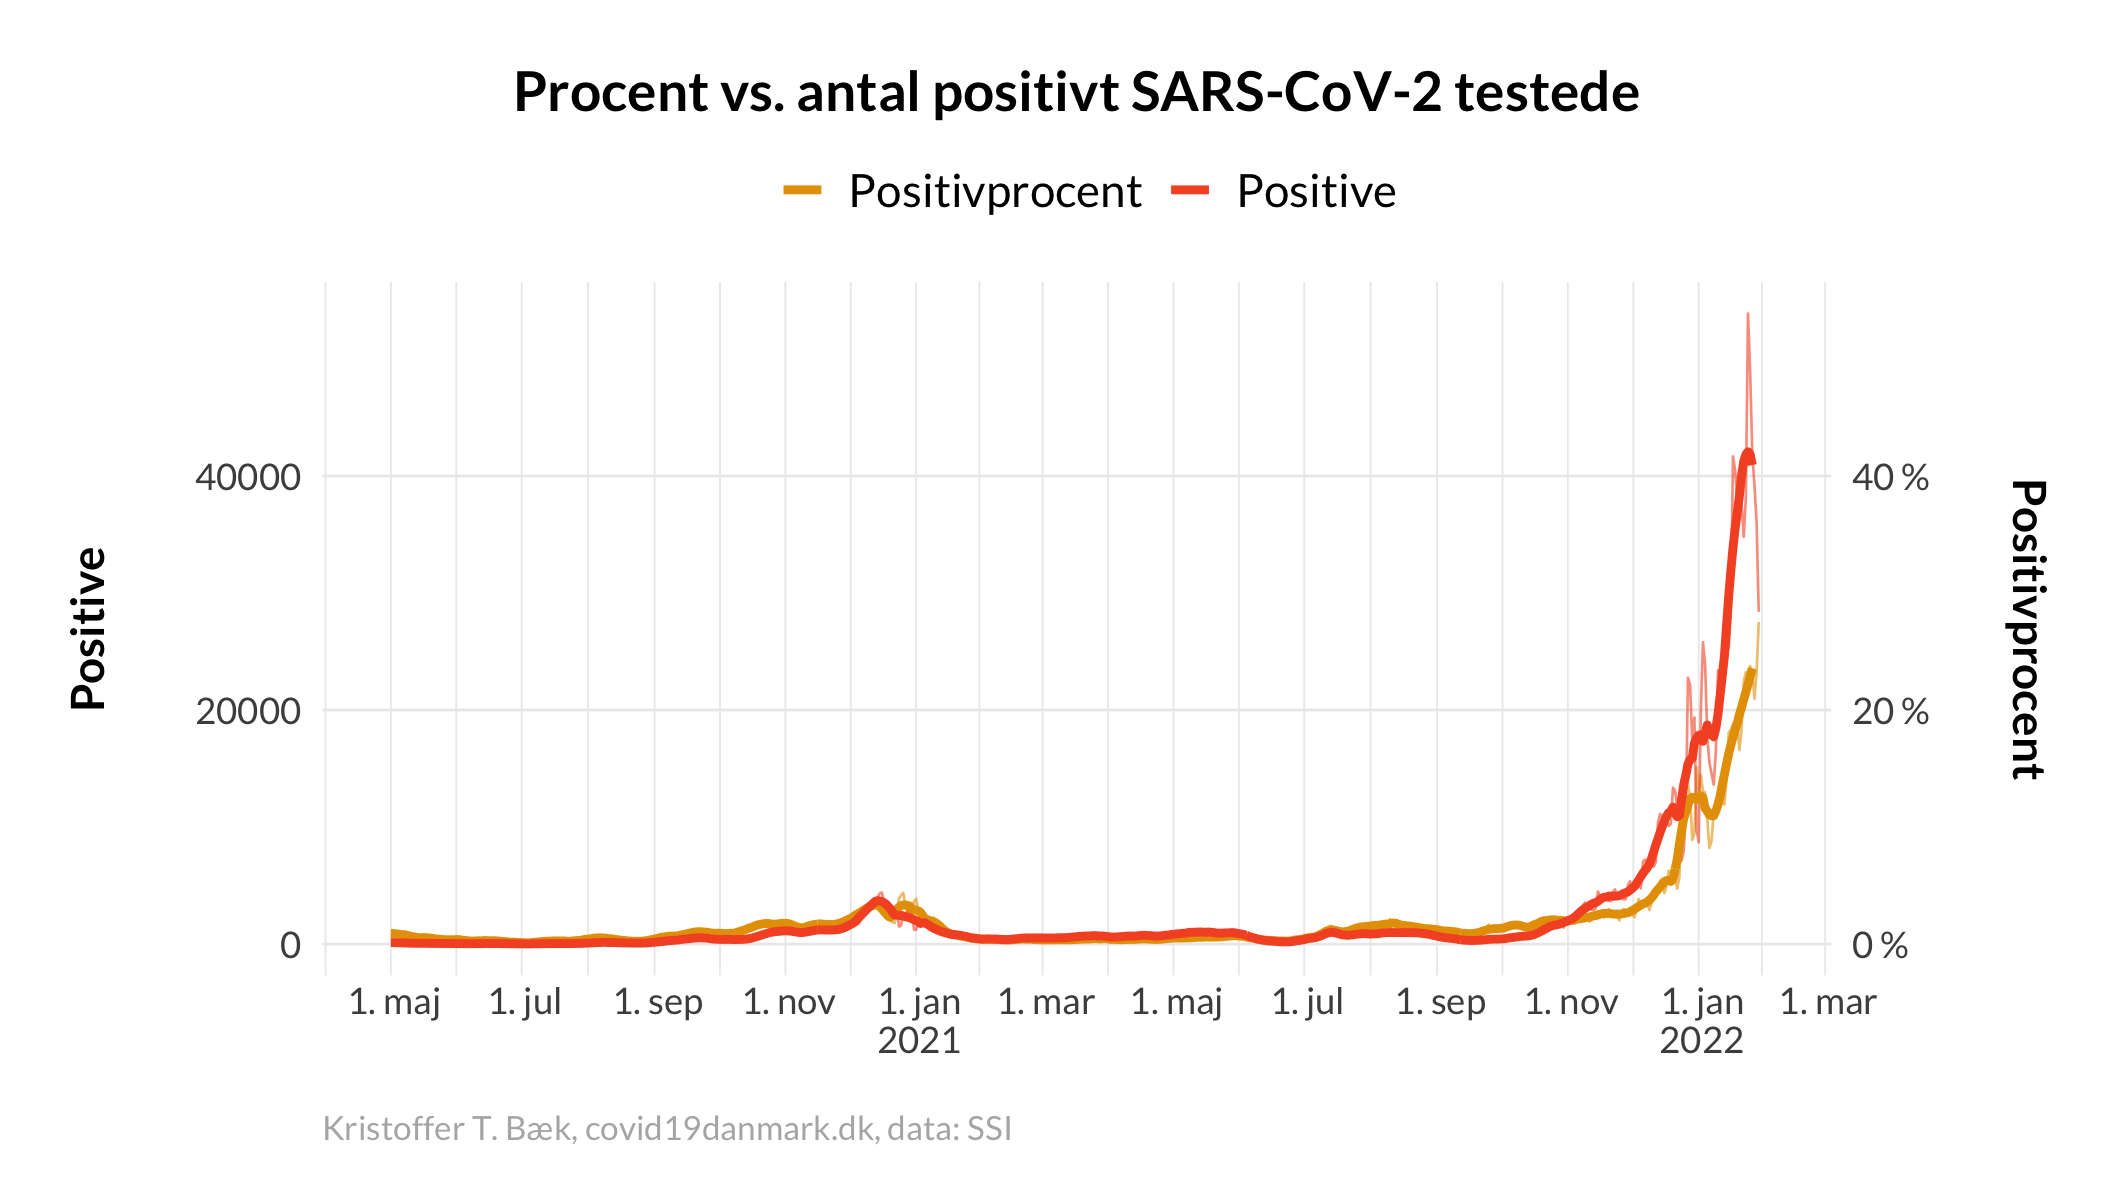 Procent vs. antal positivt SARS-CoV-2 testede
Positivprocent Positive
Positive
40000
20000
0
40 %
20 %
0 %
Positivprocent
1. maj 1. jul 1. sep 1. nov 1. jan 1. mar 1. maj 1. jul 1. sep 1. nov 1. jan 1. mar
2021 2022
Kristoffer T. Bæk, covid19danmark.dk, data: SSI